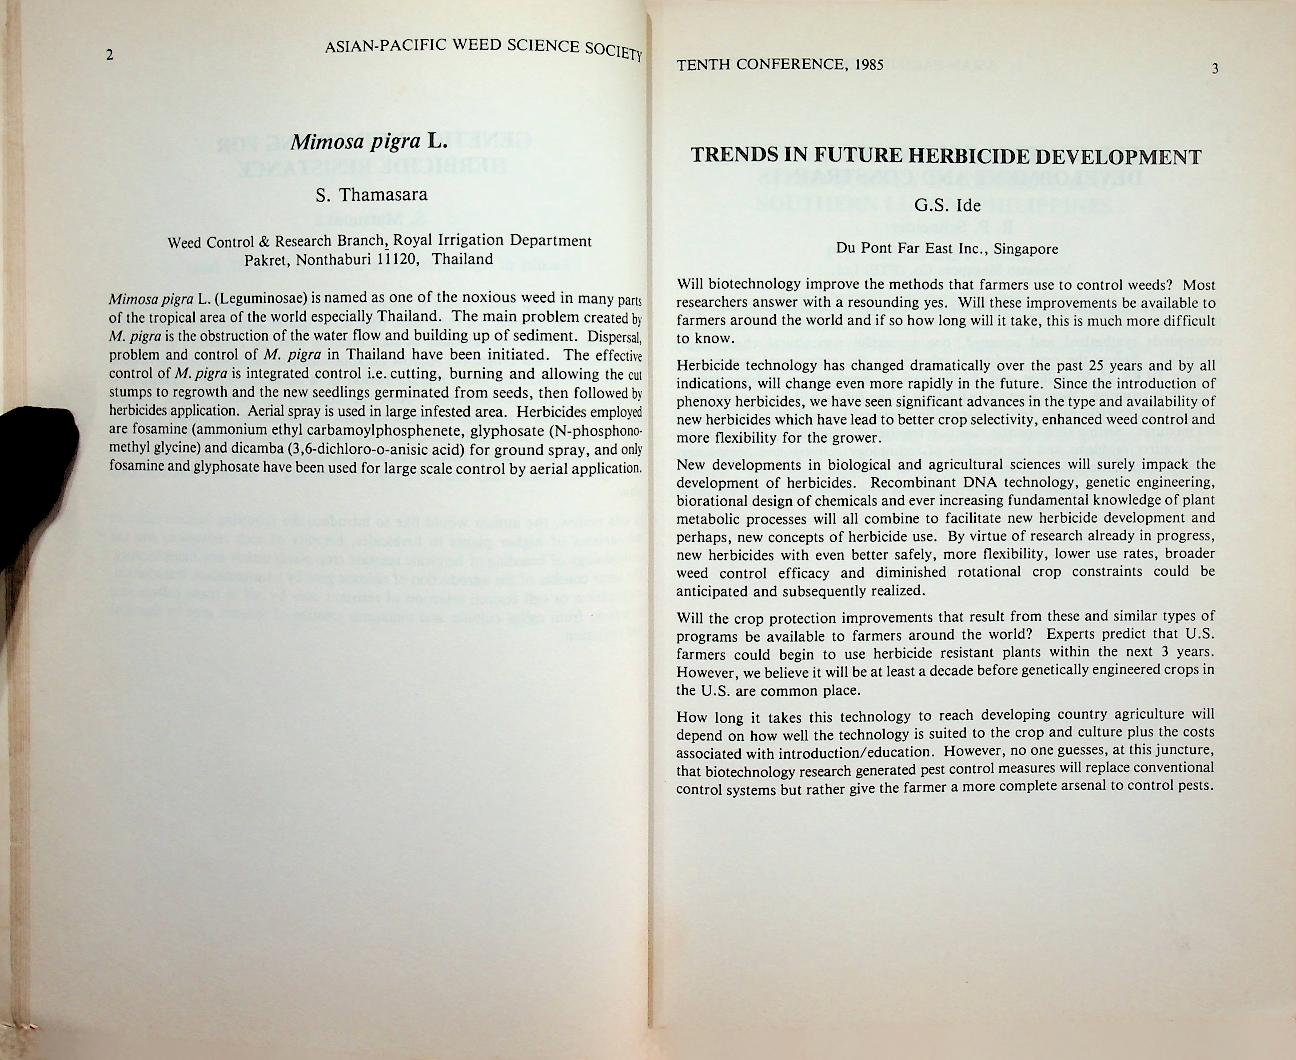 2
ASIAN-PACIFIC WEED SCIENCE SOCIETY
Mimosa pigra L.
S. Thamasara
Weed Control & Research Branch, Royal Irrigation Department
Pakret, Nonthaburi 11120, Thailand
Mimosa pigra L. (Leguminosae) is named as one of the noxious weed in many parts
of the tropical area of the world especially Thailand. The main problem created by
M. pigra is the obstruction of the water flow and building up of sediment. Dispersal,
problem and control of M. pigra in Thailand have been initiated. The effective
control of M. pigra is integrated control i.e. cutting, burning and allowing the cut
stumps to regrowth and the new seedlings germinated from seeds, then followed by
herbicides application. Aerial spray is used in large infested area. Herbicides employed
are fosamine (ammonium ethyl carbamoylphosphenete, glyphosate (N-phosphono-
methyl glycine) and dicamba (3,6-dichloro-o-anisic acid) for ground spray, and only
fosamine and glyphosate have been used for large scale control by aerial application.
TENTH CONFERENCE, 1985
3
TRENDS IN FUTURE HERBICIDE DEVELOPMENT
G.S. Ide
Du Pont Far East Inc., Singapore
Will biotechnology improve the methods that farmers use to control weeds? Most
researchers answer with a resounding yes. Will these improvements be available to
farmers around the world and if so how long will it take, this is much more difficult
to know.
Herbicide technology has changed dramatically over the past 25 years and by all
indications, will change even more rapidly in the future. Since the introduction of
phenoxy herbicides, we have seen significant advances in the type and availability of
new herbicides which have lead to better crop selectivity, enhanced weed control and
more flexibility for the grower.
New developments in biological and agricultural sciences will surely impact the
development of herbicides. Recombinant DNA technology, genetic engineering,
biorational design of chemicals and ever increasing fundamental knowledge of plant
metabolic processes will all combine to facilitate new herbicide development and
perhaps, new concepts of herbicide use. By virtue of research already in progress,
new herbicides with even better safely, more flexibility, lower use rates, broader
weed control efficacy and diminished rotational crop constraints could be
anticipated and subsequently realized.
Will the crop protection improvements that result from these and similar types of
programs be available to farmers around the world? Experts predict that U.S.
farmers could begin to use herbicide resistant plants within the next 3 years.
However, we believe it will be at least a decade before genetically engineered crops in
the U.S. are common place.
How long it takes this technology to reach developing country agriculture will
depend on how well the technology is suited to the crop and culture plus the costs
associated with introduction/education. However, no one guesses, at this juncture,
that biotechnology research generated pest control measures will replace conventional
control systems but rather give the farmer a more complete arsenal to control pests.